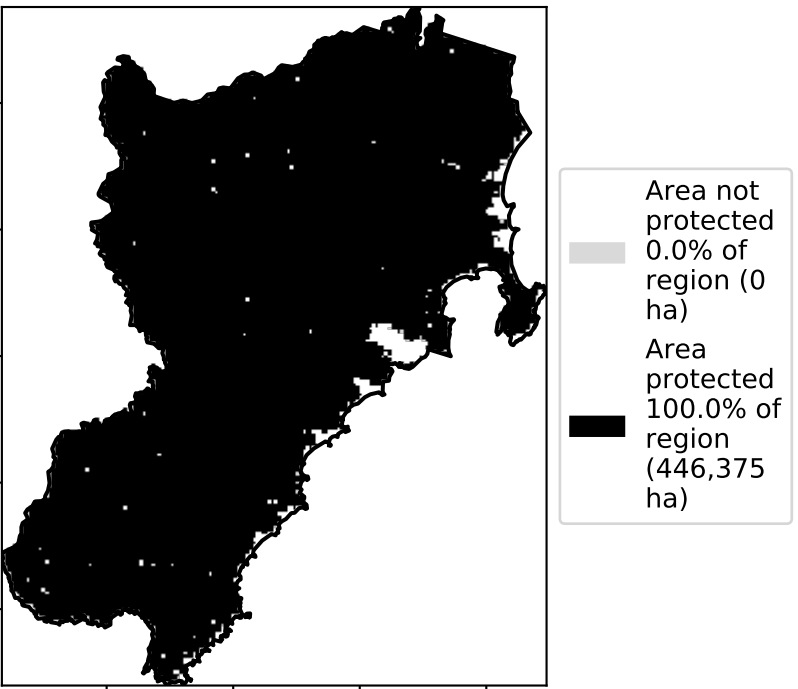 Area not
protected
0.0% of
region (0
ha)
Area
protected
100.0% of
region
(446,375
ha)